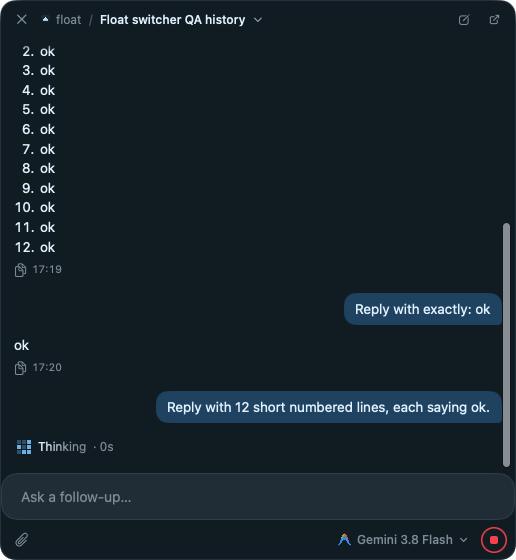 float / Float switcher QA history
2. ok
3. ok
4. ok
5. ok
6. ok
7. ok
8. ok
9. ok
10. ok
11. ok
12. ok
17:19
Reply with exactly: ok
ok
17:20
Reply with 12 short numbered lines, each saying ok.
Thinking · 0s
Ask a follow-up...
Gemini 3.8 Flash